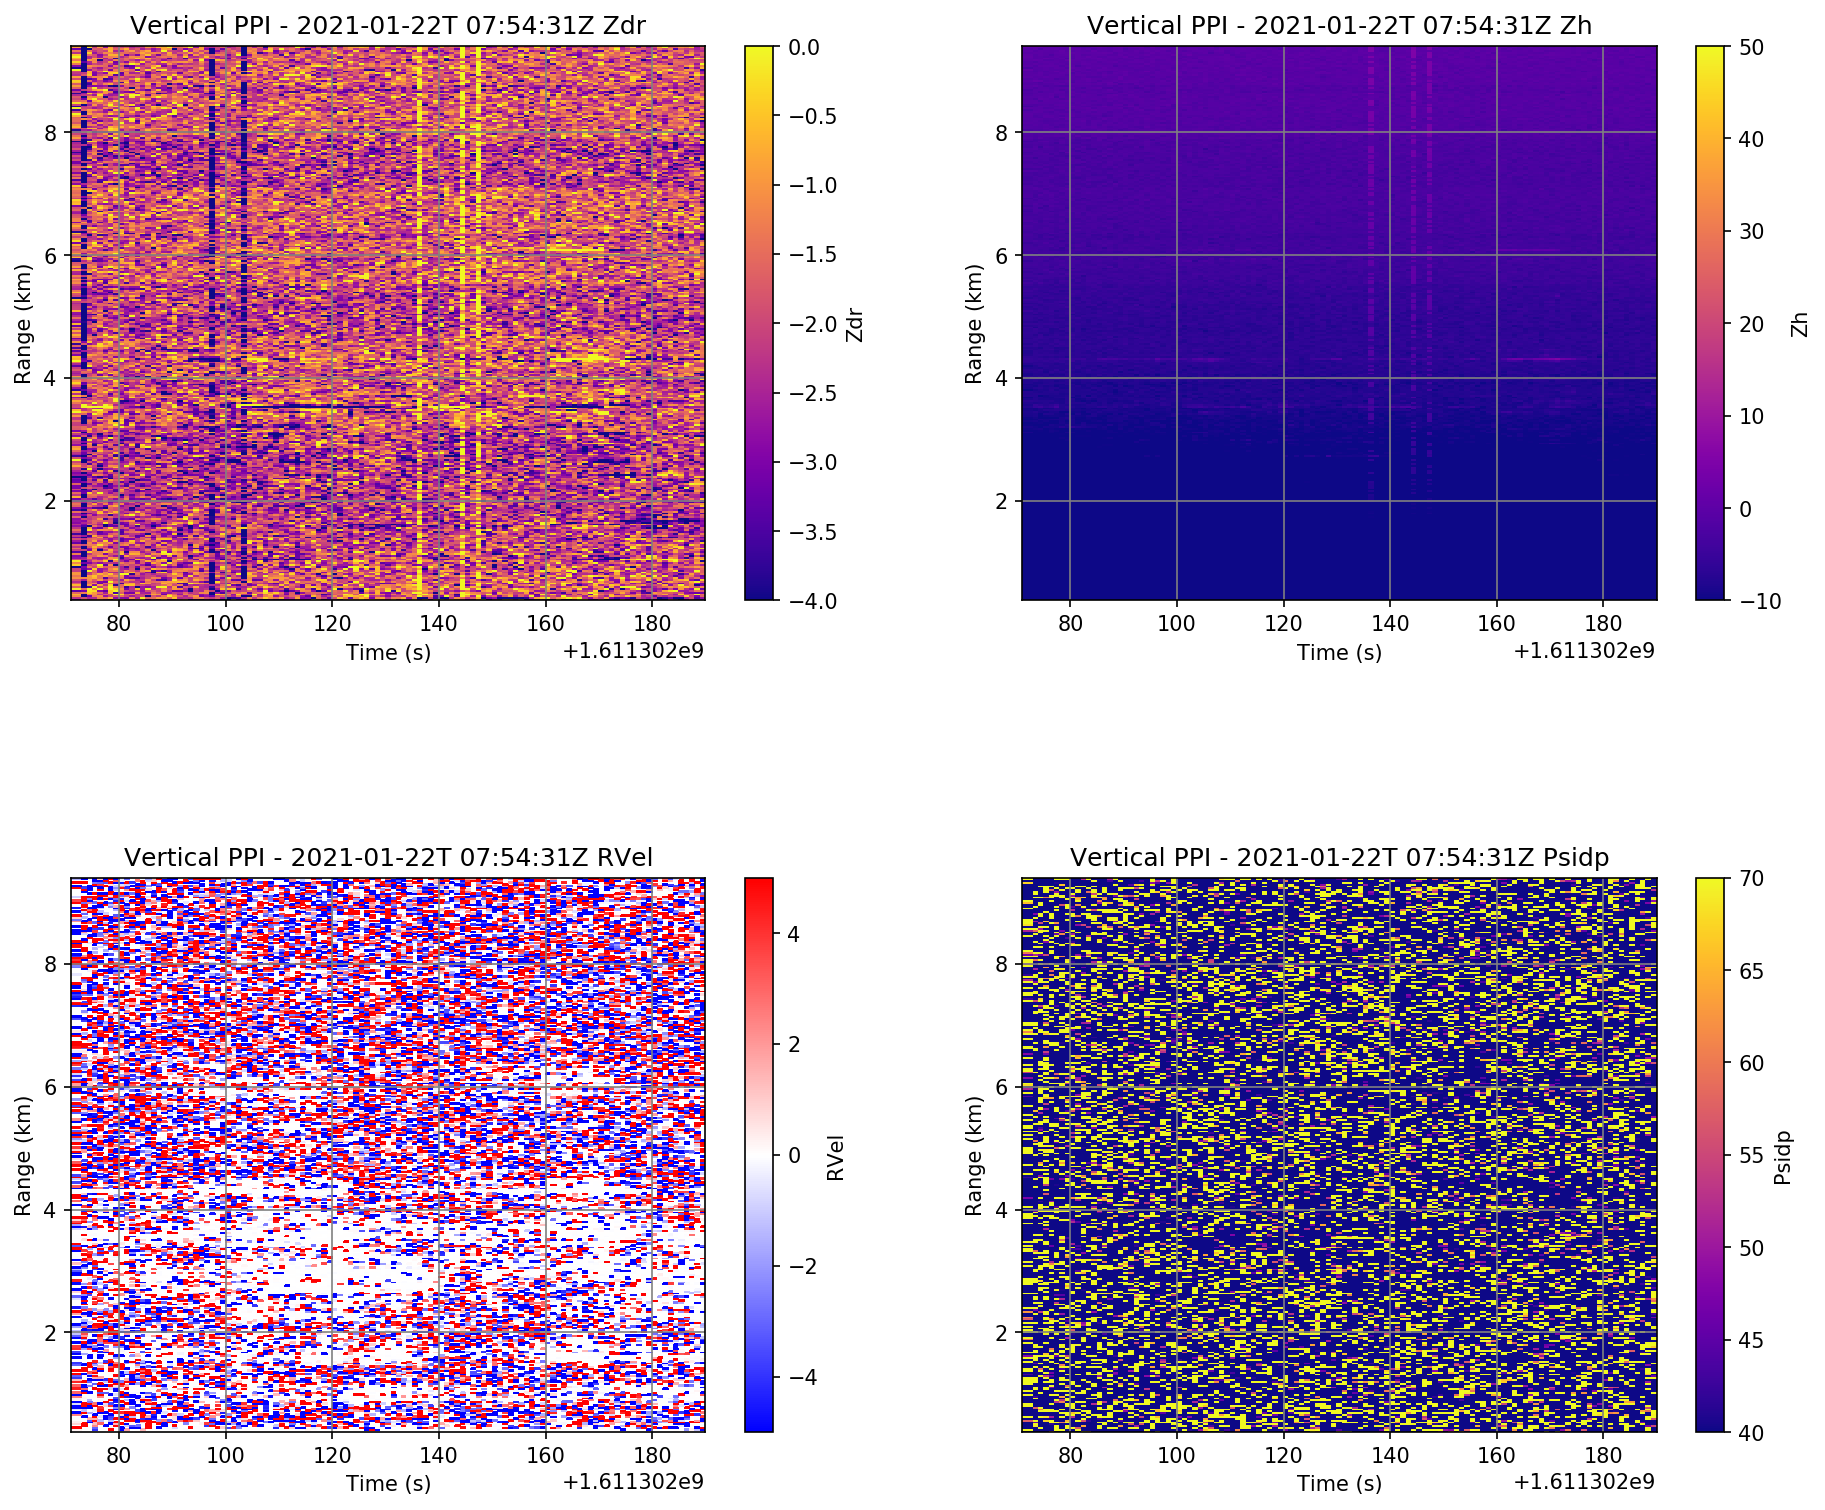 Vertical PPI - 2021-01-22T 07:54:31Z Zdr
8
6
4
2
Range (km)
80 100 120 140 160 180
Time (s)
+1.611302e9
0.0
−0.5
−1.0
−1.5
−2.0
−2.5
−3.0
−3.5
−4.0
Zdr
Vertical PPI - 2021-01-22T 07:54:31Z Zh
8
6
4
2
Range (km)
80 100 120 140 160 180
Time (s)
+1.611302e9
50
40
30
20
10
0
−10
Zh
Vertical PPI - 2021-01-22T 07:54:31Z RVel
8
6
4
2
Range (km)
80 100 120 140 160 180
Time (s)
+1.611302e9
4
2
0
−2
−4
RVel
Vertical PPI - 2021-01-22T 07:54:31Z Psidp
8
6
4
2
Range (km)
80 100 120 140 160 180
Time (s)
+1.611302e9
70
65
60
55
50
45
40
Psidp